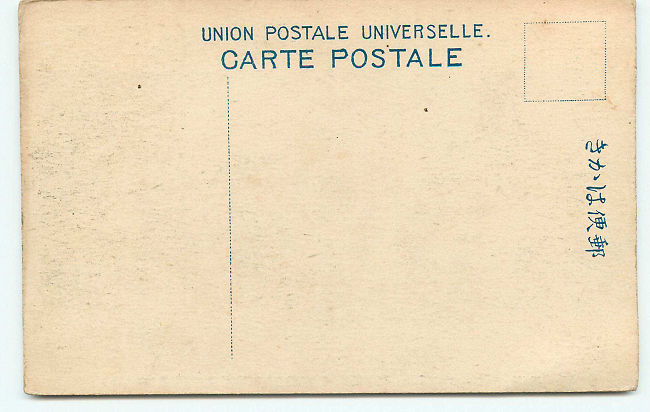 UNION POSTALE UNIVERSELLE.
CARTE POSTALE
きかは便郵